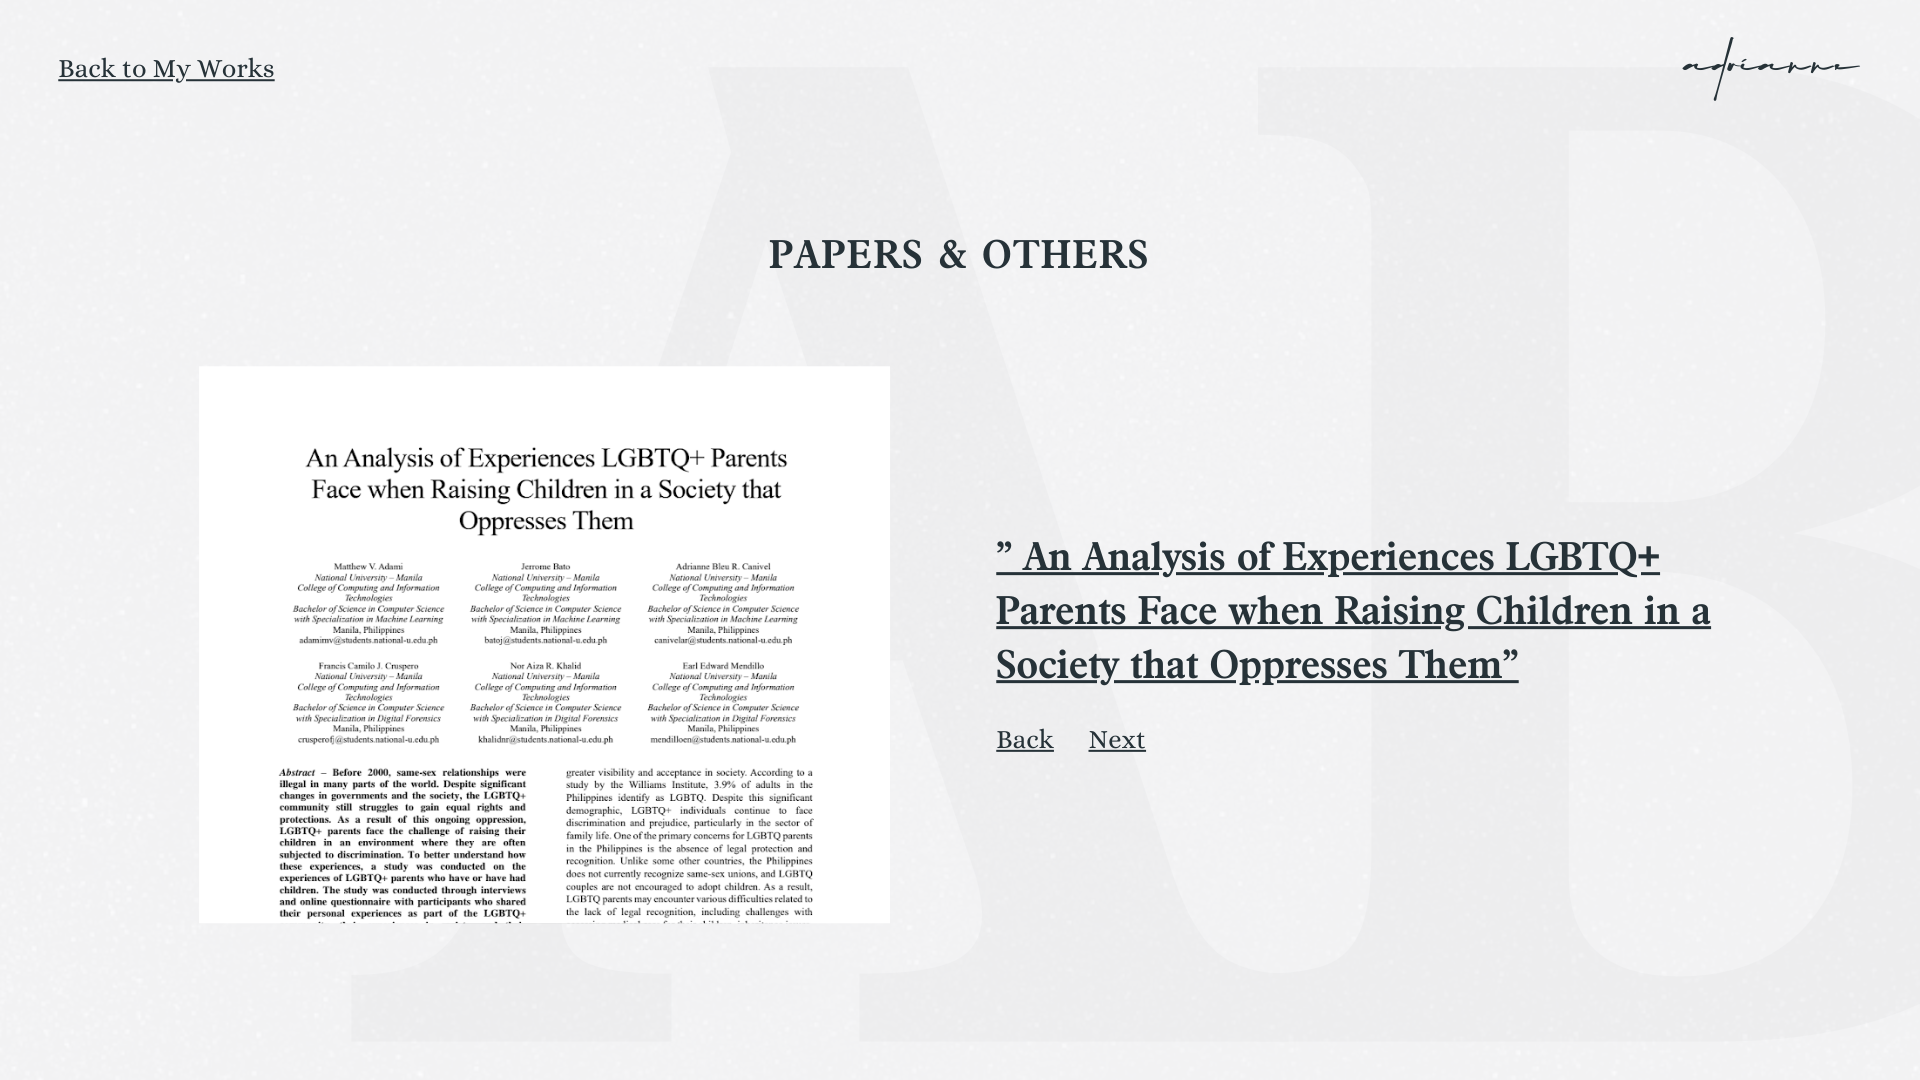 Back to My Works
adrianne
PAPERS & OTHERS
An Analysis of Experiences LGBTQ+ Parents
Face when Raising Children in a Society that
Oppresses Them
Matthew V. Adami
National University – Manila
College of Computing and Information
Technologies
Bachelor of Science in Computer Science
with Specialization in Machine Learning
Manila, Philippines
adamimv@students.national-u.edu.ph
Jerrome Bato
National University – Manila
College of Computing and Information
Technologies
Bachelor of Science in Computer Science
with Specialization in Machine Learning
Manila, Philippines
batoj@students.national-u.edu.ph
Adrianne Bleu R. Canivel
National University – Manila
College of Computing and Information
Technologies
Bachelor of Science in Computer Science
with Specialization in Machine Learning
Manila, Philippines
canivelar@students.national-u.edu.ph
Francis Camilo J. Cruspero
National University – Manila
College of Computing and Information
Technologies
Bachelor of Science in Computer Science
with Specialization in Digital Forensics
Manila, Philippines
crusperofj@students.national-u.edu.ph
Nor Aiza R. Khalid
National University – Manila
College of Computing and Information
Technologies
Bachelor of Science in Computer Science
with Specialization in Digital Forensics
Manila, Philippines
khalidnr@students.national-u.edu.ph
Earl Edward Mendillo
National University – Manila
College of Computing and Information
Technologies
Bachelor of Science in Computer Science
with Specialization in Digital Forensics
Manila, Philippines
mendilloen@students.national-u.edu.ph
Abstract – Before 2000, same-sex relationships were
illegal in many parts of the world. Despite significant
changes in governments and the society, the LGBTQ+
community still struggles to gain equal rights and
protections. As a result of this ongoing oppression,
LGBTQ+ parents face the challenge of raising their
children in an environment where they are often
subjected to discrimination. To better understand how
these experiences, a study was conducted on the
experiences of LGBTQ+ parents who have or have had
children. The study was conducted through interviews
and online questionnaire with participants who shared
their personal experiences as part of the LGBTQ+
greater visibility and acceptance in society. According to a
study by the Williams Institute, 3.9% of adults in the
Philippines identify as LGBTQ. Despite this significant
demographic, LGBTQ+ individuals continue to face
discrimination and prejudice, particularly in the sector of
family life. One of the primary concerns for LGBTQ parents
in the Philippines is the absence of legal protection and
recognition. Unlike some other countries, the Philippines
does not currently recognize same-sex unions, and LGBTQ
couples are not encouraged to adopt children. As a result,
LGBTQ parents may encounter various difficulties related to
the lack of legal recognition, including challenges with
” An Analysis of Experiences LGBTQ+
Parents Face when Raising Children in a
Society that Oppresses Them”
Back Next
AB